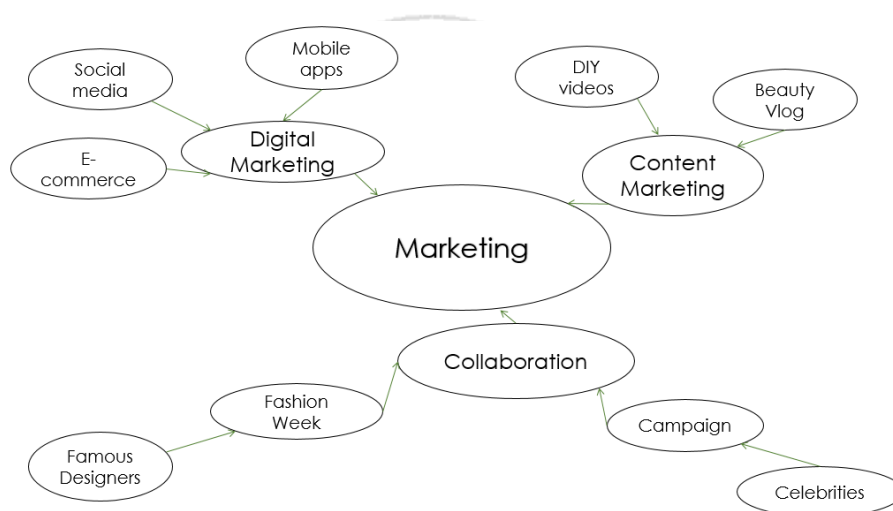 Social
media
Mobile
apps
E-
commerce
Digital
Marketing
DIY
videos
Beauty
Vlog
Content
Marketing
Marketing
Collaboration
Fashion
Week
Famous
Designers
Campaign
Celebrities